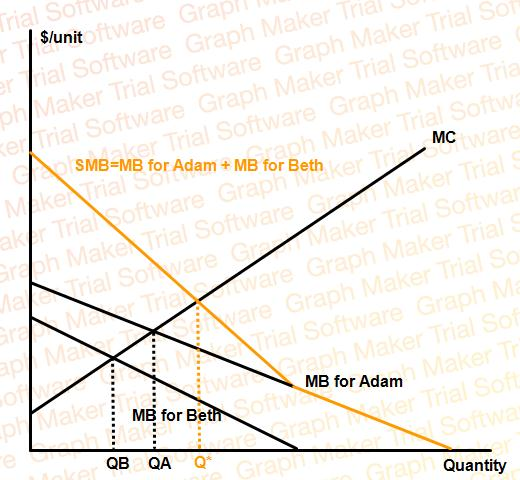 $/unit
MC
SMB=MB for Adam + MB for Beth
MB for Adam
MB for Beth
QB QA Q*
Quantity
Graph Maker Trial Software